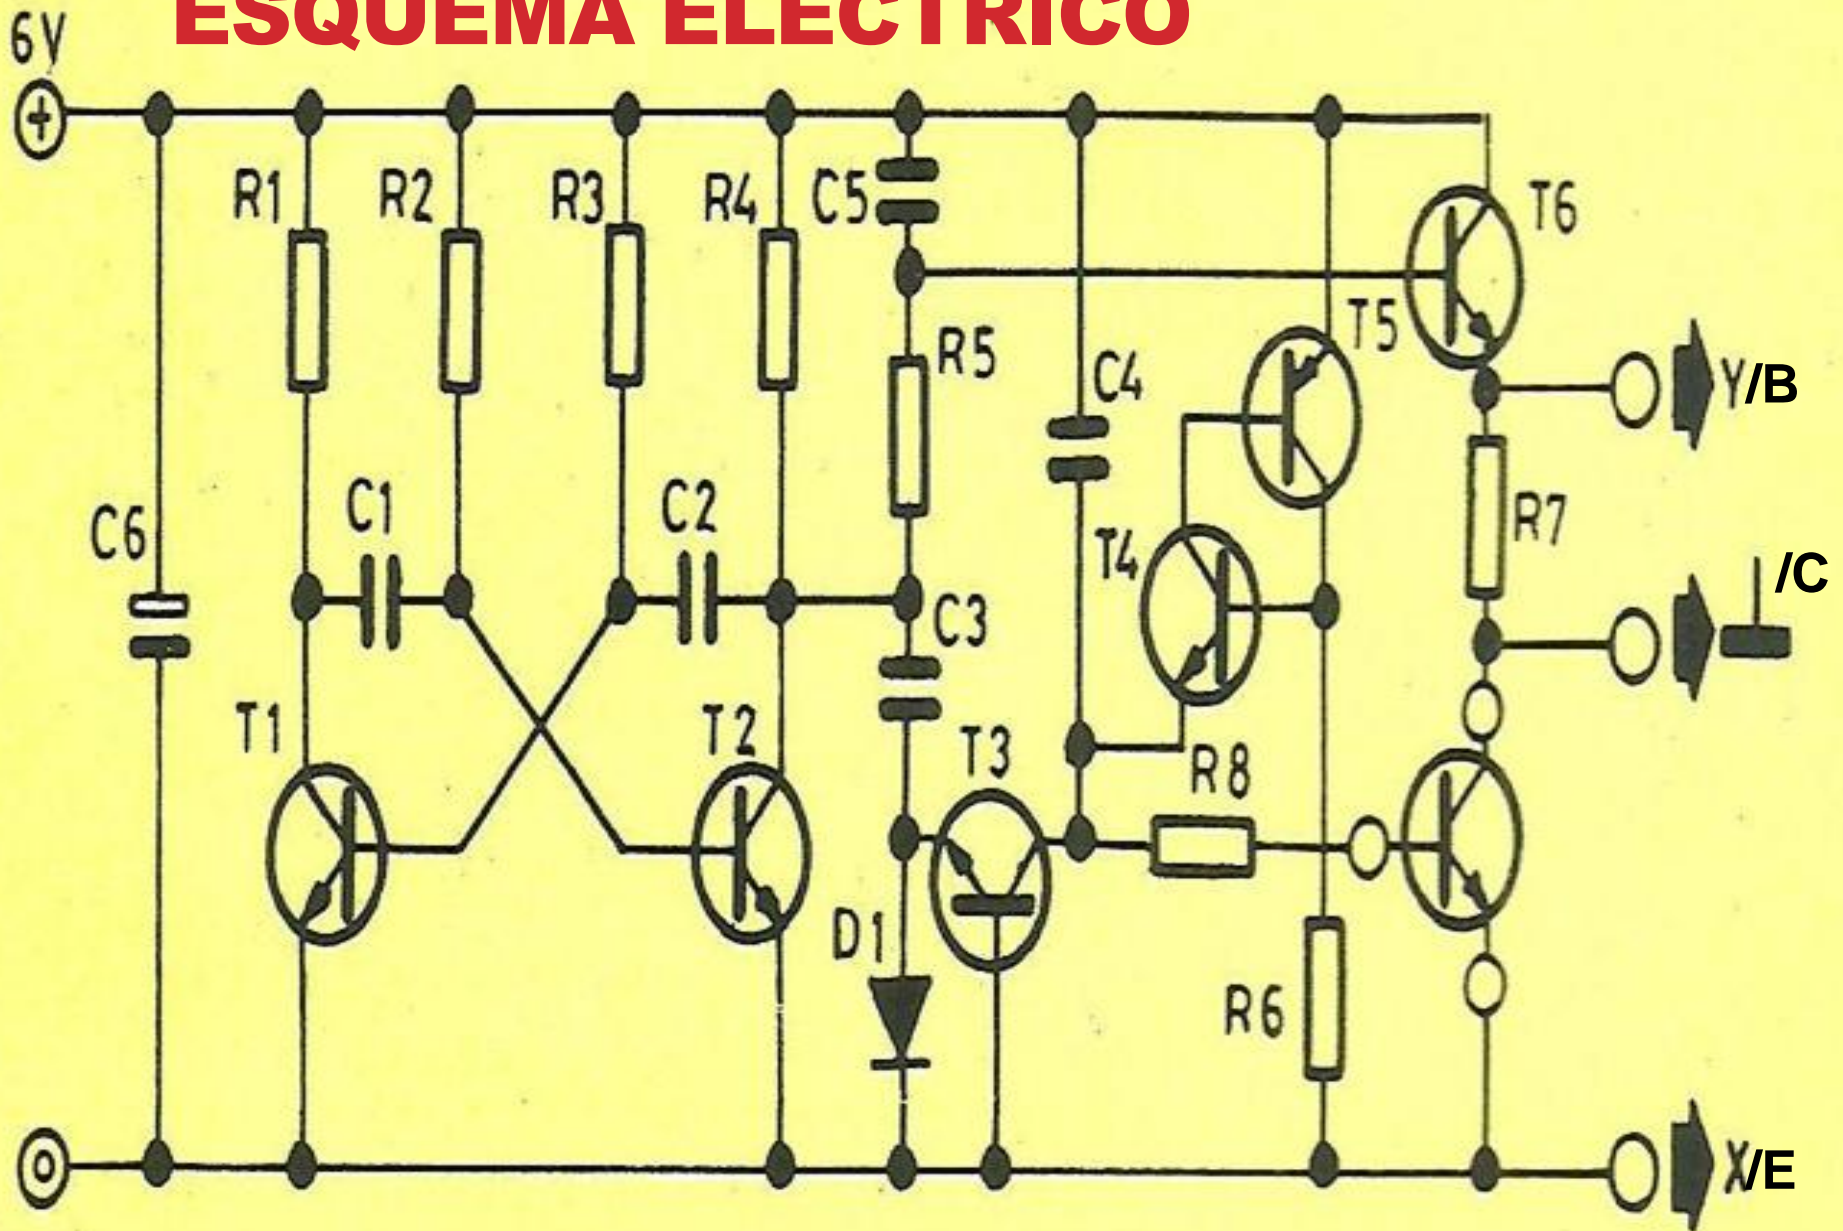 ESQUEMA ELECTRICO
6V
+
R1 R2 R3 R4 C5 T6
T5
R5 C4 Y/B
C6 C1 C2 T4 R7
/C
C3
T1 T2 T3 R8
D1
R6
0 X/E